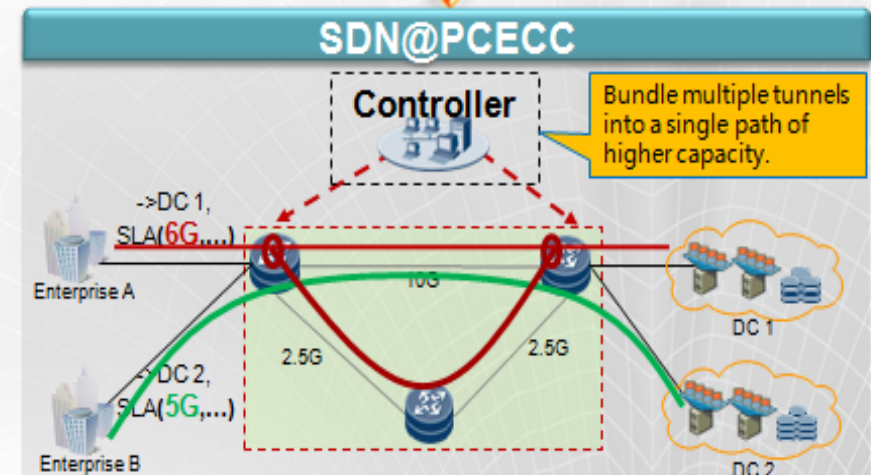 SDN@PCECC
Controller
Bundle multiple tunnels
into a single path of
higher capacity.
->DC 1,
SLA(6G,...)
Enterprise A
10G
DC 1
2.5G
2.5G
->DC 2,
SLA(5G,...)
Enterprise B
DC 2